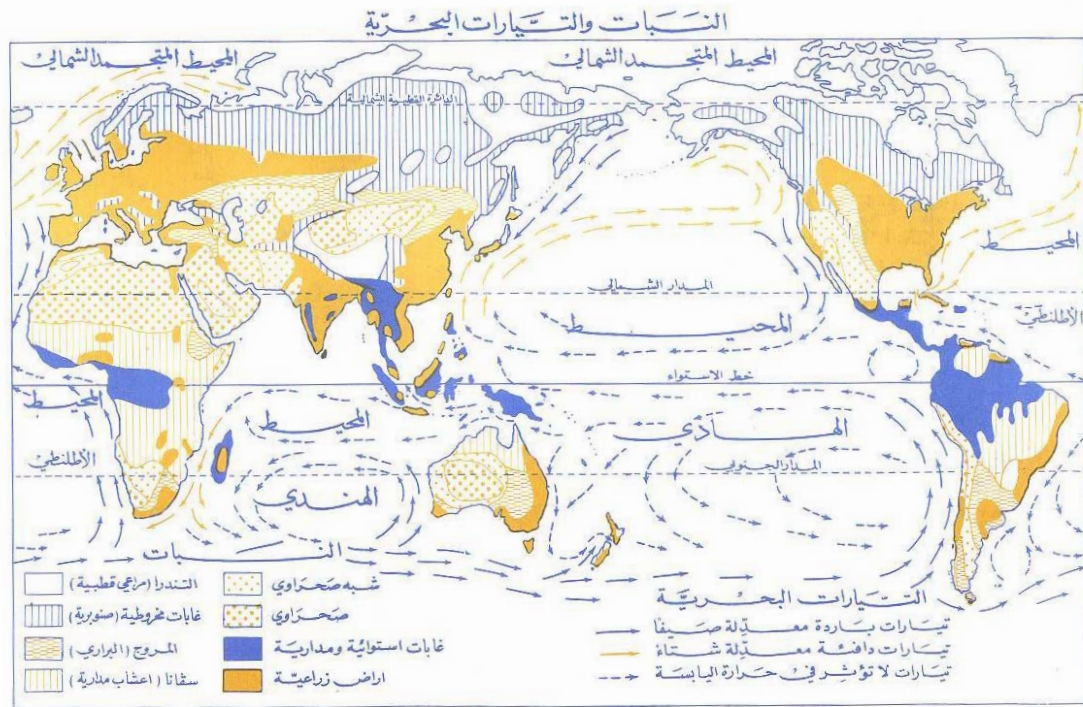 النبات والتيارات البحرية
المحيط المتجمد الشمالي
المحيط المتجمد الشمالي
الدائرة القطبية الشمالية
المحيط
الأطلنطي
المدار الشمالي
المحيط
خط الاستواء
المحيط
الأطلنطي
المحيط
الهندي
الهادي
المدار الجنوبي
النبات
التندرا (مراعي قطبية)
غابات مخروطية (صنوبرية)
المروج (البراري)
سڤانا (اعشاب مدارية)
شبه صحراوي
صحراوي
غابات استوائية ومدارية
اراض زراعية
التيارات البحرية
تيارات باردة معدلة صيفا
تيارات دافئة معدلة شتاء
تيارات لا تؤثر في حرارة اليابسة